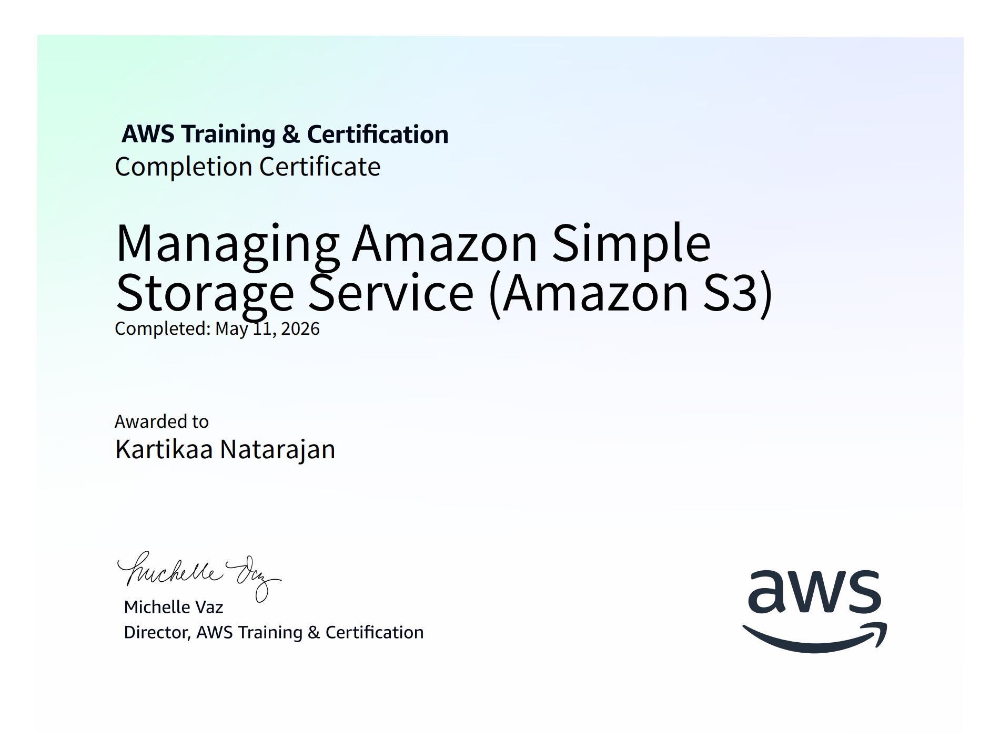 AWS Training & Certification
Completion Certificate
Managing Amazon Simple
Storage Service (Amazon S3)
Completed: May 11, 2026
Awarded to
Kartikaa Natarajan
Michelle Vaz
Michelle Vaz
Director, AWS Training & Certification
aws